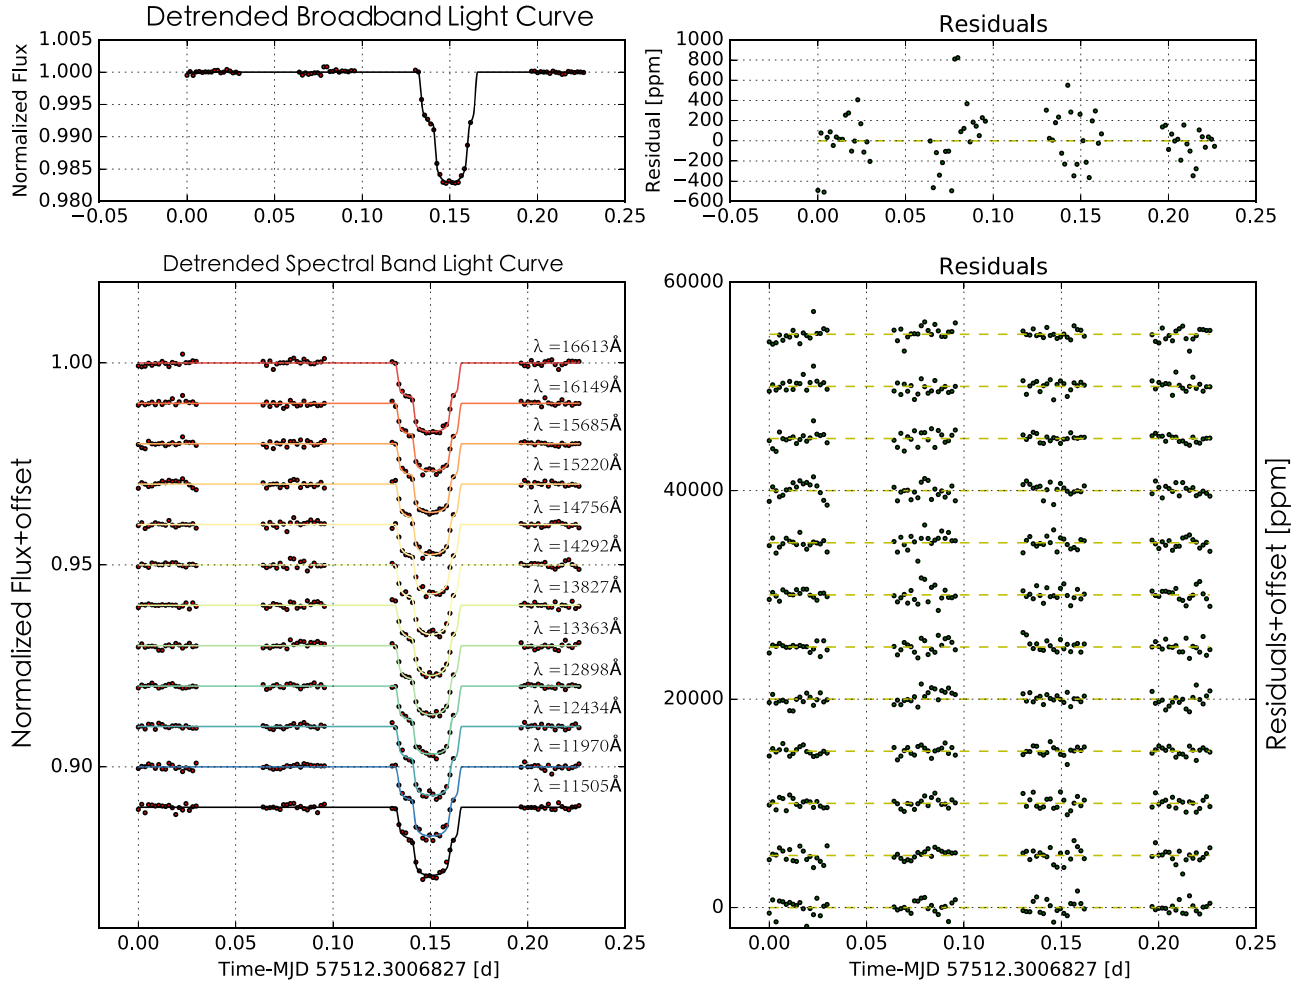 Detrended Broadband Light Curve
Normalized Flux
1.005
1.000
0.995
0.990
0.985
0.980
−0.05 0.00 0.05 0.10 0.15 0.20 0.25
Residuals
Residual [ppm]
1000
800
600
400
200
0
−200
−400
−600
−0.05 0.00 0.05 0.10 0.15 0.20 0.25
Detrended Spectral Band Light Curve
Normalized Flux+offset
1.00
0.95
0.90
λ =16613Å
λ =16149Å
λ =15685Å
λ =15220Å
λ =14756Å
λ =14292Å
λ =13827Å
λ =13363Å
λ =12898Å
λ =12434Å
λ =11970Å
λ =11505Å
0.00 0.05 0.10 0.15 0.20 0.25
Time-MJD 57512.3006827 [d]
Residuals
60000
40000
20000
0
Residuals+offset [ppm]
0.00 0.05 0.10 0.15 0.20 0.25
Time-MJD 57512.3006827 [d]